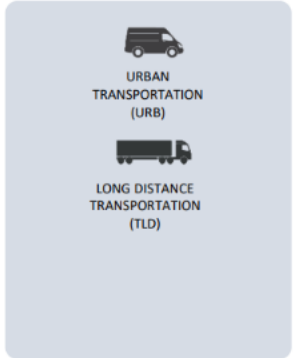 URBAN
TRANSPORTATION
(URB)
LONG DISTANCE
TRANSPORTATION
(TLD)